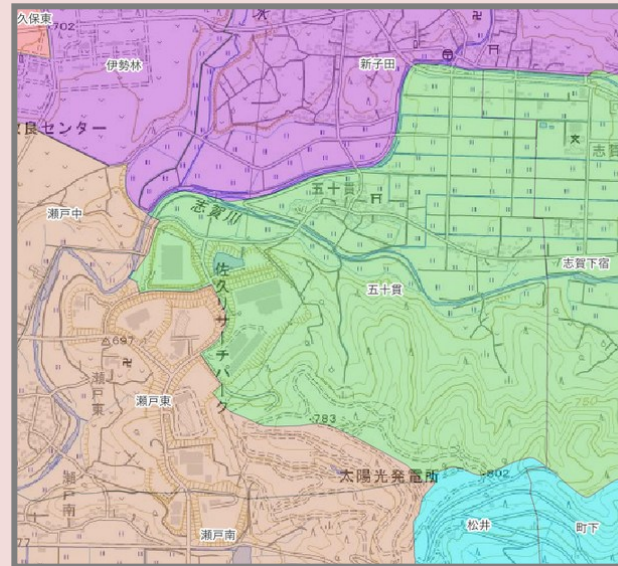 久保東
702
伊勢林
新子田
良センター
志賀
五十貫
志賀川
瀬戸中
志賀下宿
五十貫
佐久リサーチパーク
697
瀬戸東
瀬戸東
783
太陽光発電所
802
瀬戸南
松井
町下
瀬戸南
77